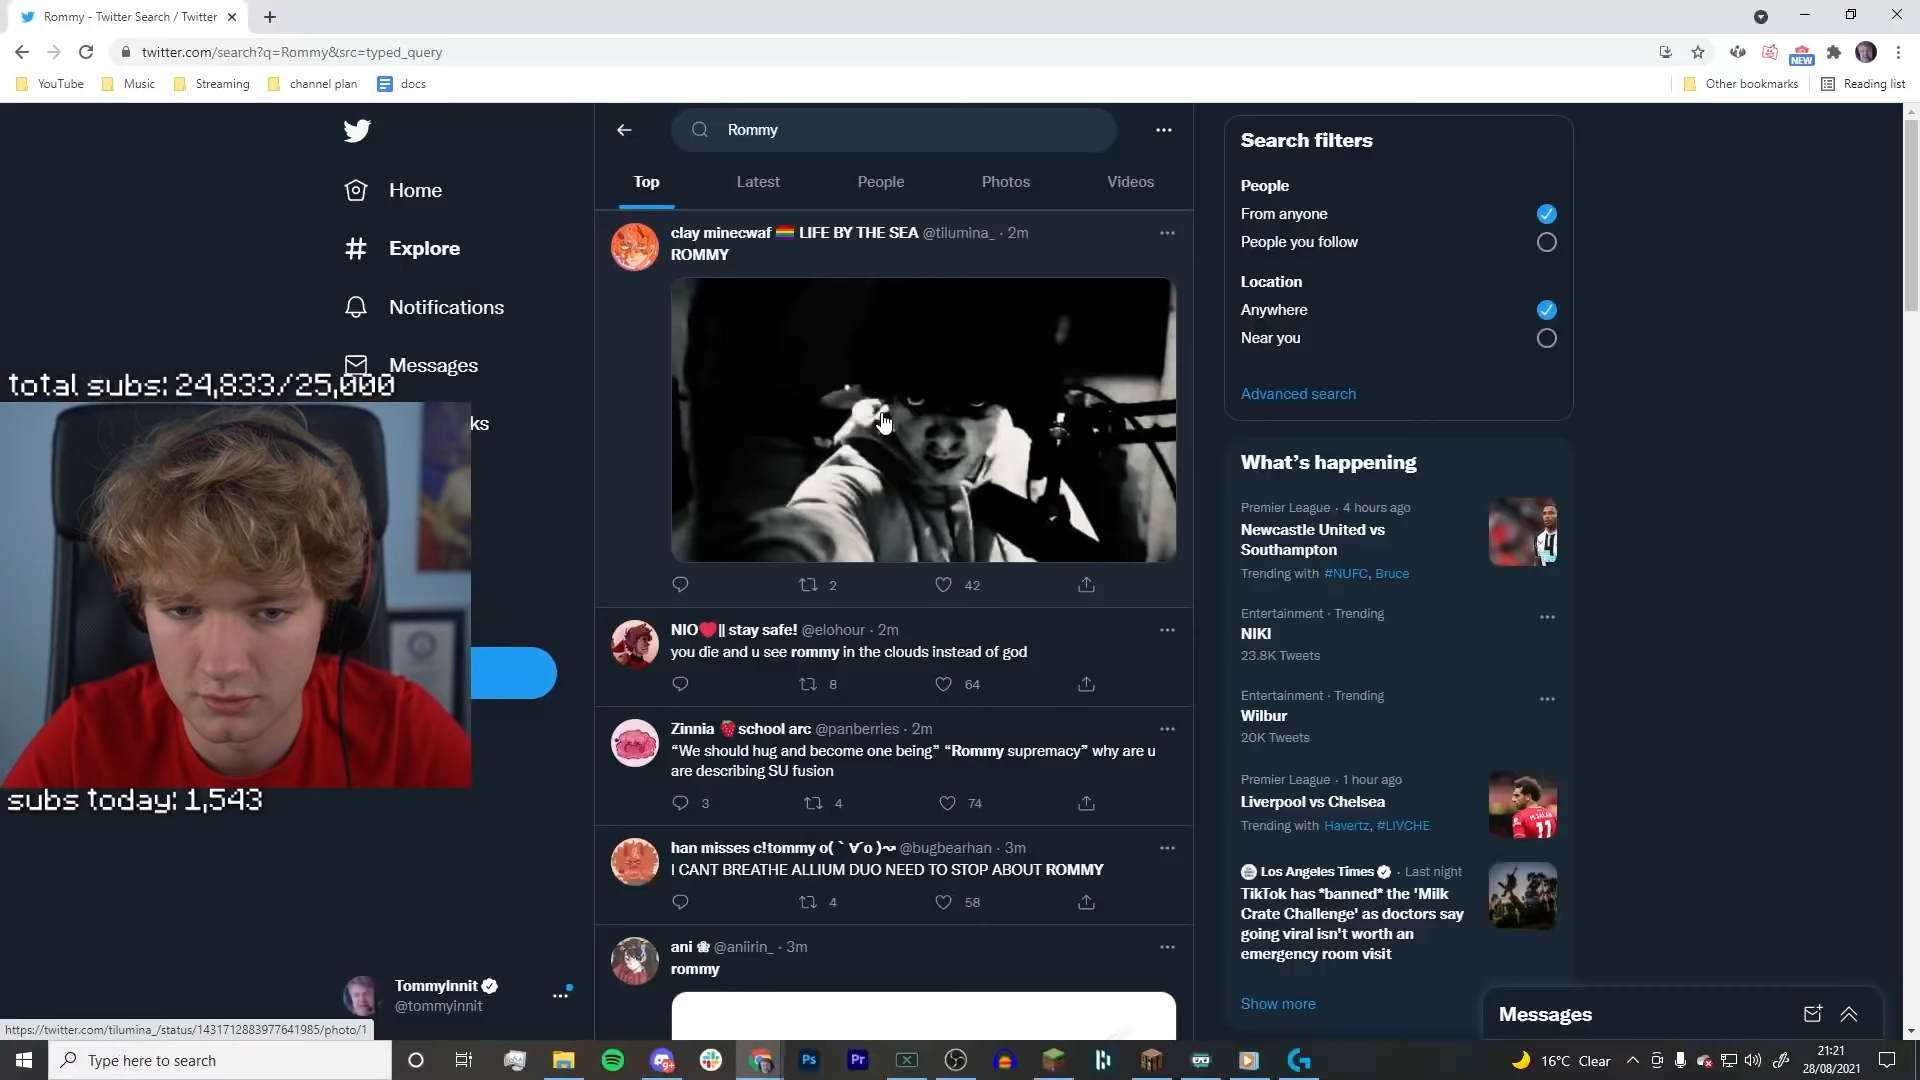 Rommy - Twitter Search / Twitter
twitter.com/search?q=Rommy&src=typed_query
NEW
YouTube
Music
Streaming
channel plan
docs
Other bookmarks
Reading list
Home
Explore
Notifications
Messages
ks
total subs: 24,833/25,000
subs today: 1,543
TommyInnit
@tommyinnit
https://twitter.com/tilumina_/status/1431712883977641985/photo/1
Rommy
Top
Latest
People
Photos
Videos
clay minecwaf 🏳️‍🌈 LIFE BY THE SEA @tilumina_ · 2m
ROMMY
2
42
NIO❤️|| stay safe! @elohour · 2m
you die and u see rommy in the clouds instead of god
8
64
Zinnia 🍓school arc @panberries · 2m
“We should hug and become one being” “Rommy supremacy” why are u
are describing SU fusion
3
4
74
han misses c!tommy o( ` ∀´o )⤳ @bugbearhan · 3m
I CANT BREATHE ALLIUM DUO NEED TO STOP ABOUT ROMMY
4
58
ani ❀ @aniirin_ · 3m
rommy
Search filters
People
From anyone
People you follow
Location
Anywhere
Near you
Advanced search
What’s happening
Premier League · 4 hours ago
Newcastle United vs
Southampton
Trending with #NUFC, Bruce
Entertainment · Trending
NIKI
23.8K Tweets
Entertainment · Trending
Wilbur
20K Tweets
Premier League · 1 hour ago
Liverpool vs Chelsea
Trending with Havertz, #LIVCHE
Los Angeles Times · Last night
TikTok has *banned* the 'Milk
Crate Challenge' as doctors say
going viral isn't worth an
emergency room visit
Show more
Messages
Type here to search
9+
Ps
Pr
16°C Clear
21:21
28/08/2021